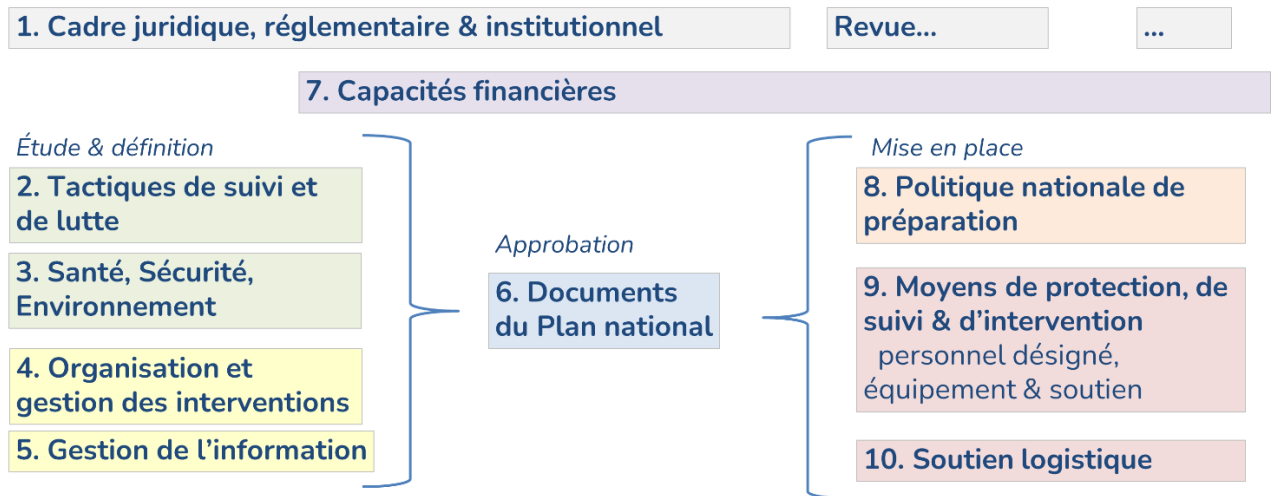 1. Cadre juridique, réglementaire & institutionnel
Revue...
...
7. Capacités financières
Étude & définition
2. Tactiques de suivi et
de lutte
3. Santé, Sécurité,
Environnement
4. Organisation et
gestion des interventions
5. Gestion de l’information
Approbation
6. Documents
du Plan national
Mise en place
8. Politique nationale de
préparation
9. Moyens de protection, de
suivi & d’intervention
personnel désigné,
équipement & soutien
10. Soutien logistique